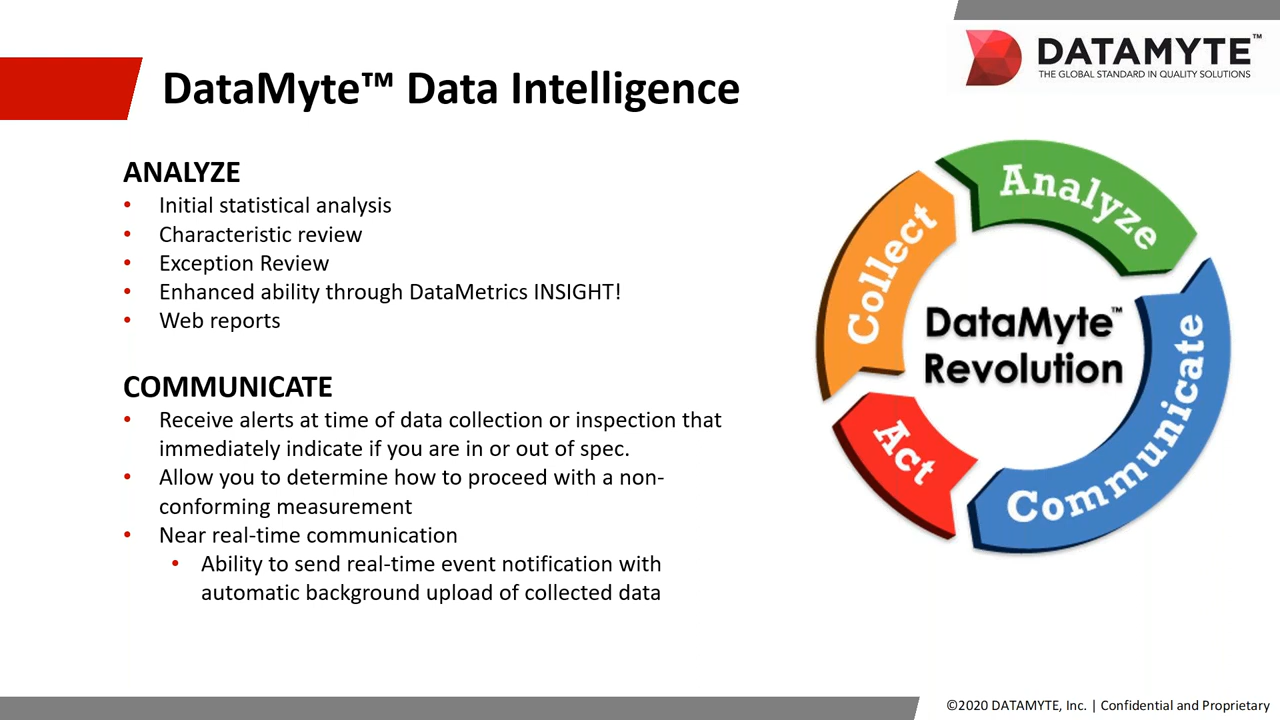 DATAMYTE™
THE GLOBAL STANDARD IN QUALITY SOLUTIONS
DataMyte™ Data Intelligence
ANALYZE
• Initial statistical analysis
• Characteristic review
• Exception Review
• Enhanced ability through DataMetrics INSIGHT!
• Web reports
COMMUNICATE
• Receive alerts at time of data collection or inspection that
immediately indicate if you are in or out of spec.
• Allow you to determine how to proceed with a non-
conforming measurement
• Near real-time communication
• Ability to send real-time event notification with
automatic background upload of collected data
Collect
Analyze
Communicate
Act
DataMyte™
Revolution
©2020 DATAMYTE, Inc. | Confidential and Proprietary